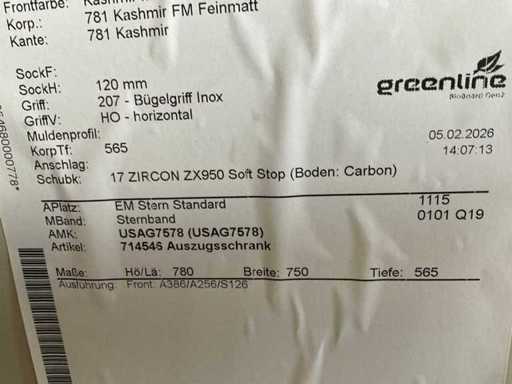 Frontfarbe:
Korp.: 781 Kashmir FM Feinmatt
Kante: 781 Kashmir
SockF:
SockH: 120 mm
Griff: 207 - Bügelgriff Inox
GriffV: HO - horizontal
Muldenprofil:
KorpTf: 565
Anschlag:
Schubk: 17 ZIRCON ZX950 Soft Stop (Boden: Carbon)
greenline
05.02.2026
14:07:13
APlatz: EM Stern Standard 1115
MBand: Sternband 0101 Q19
AMK: USAG7578 (USAG7578)
Artikel: 714546 Auszugsschrank
Maße: Hö/Lä: 780 Breite: 750 Tiefe: 565
Ausführung: Front: A386/A256/S126